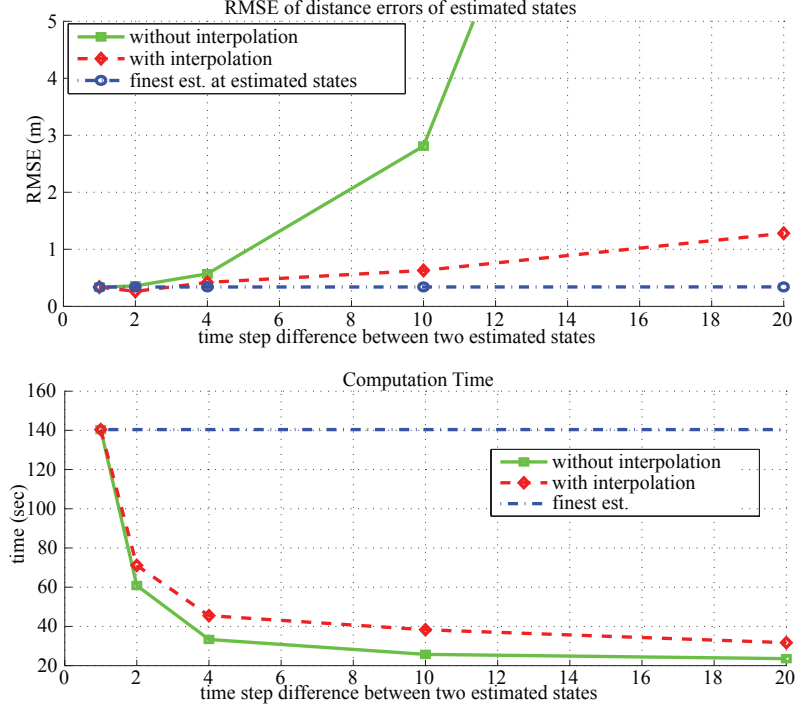 RMSE of distance errors of estimated states
5
4
3
2
1
0
RMSE (m)
without interpolation
with interpolation
finest est. at estimated states
0 2 4 6 8 10 12 14 16 18 20
time step difference between two estimated states
Computation Time
160
140
120
100
80
60
40
20
time (sec)
without interpolation
with interpolation
finest est.
0 2 4 6 8 10 12 14 16 18 20
time step difference between two estimated states